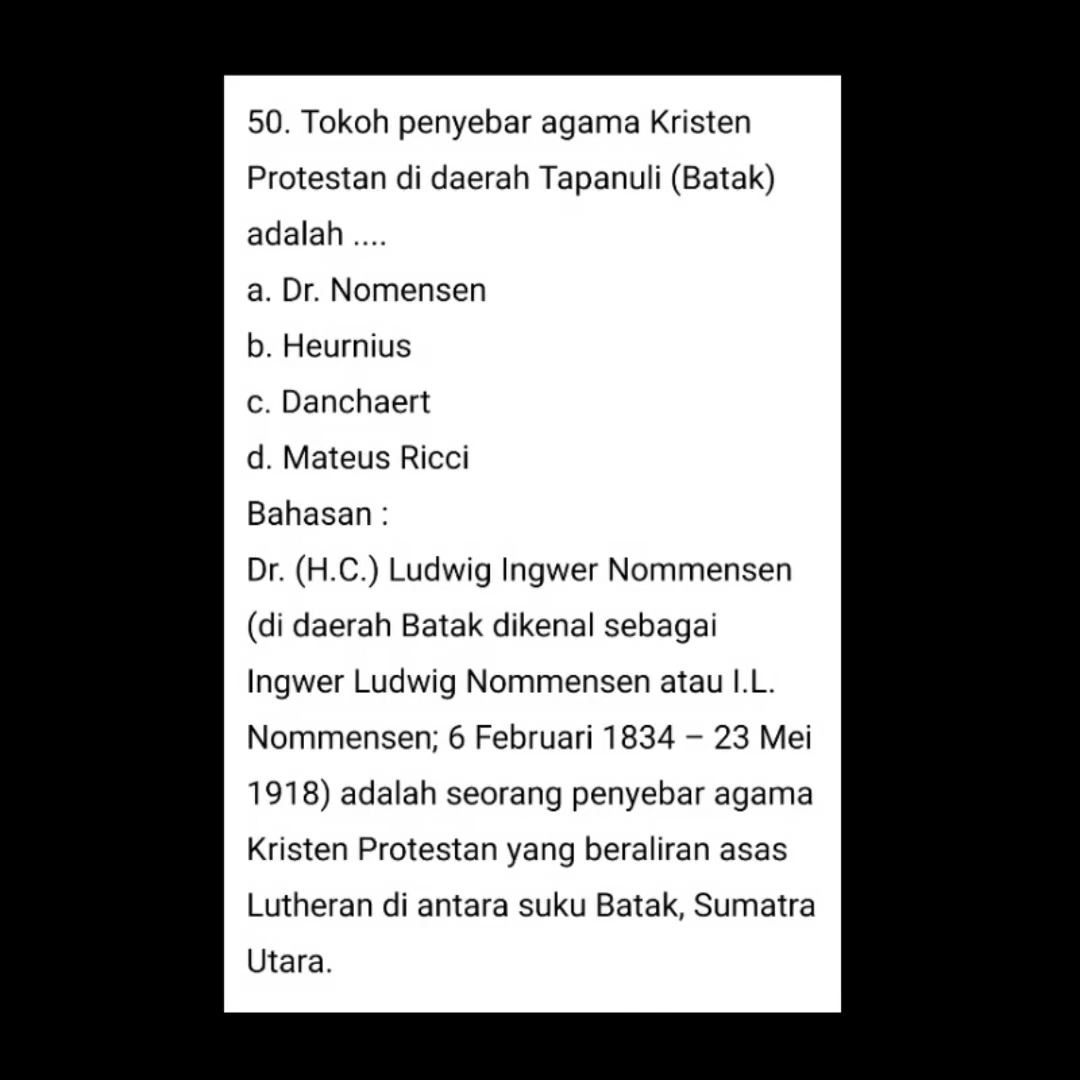 50. Tokoh penyebar agama Kristen
Protestan di daerah Tapanuli (Batak)
adalah ....
a. Dr. Nomensen
b. Heurnius
c. Danchaert
d. Mateus Ricci
Bahasan :
Dr. (H.C.) Ludwig Ingwer Nommensen
(di daerah Batak dikenal sebagai
Ingwer Ludwig Nommensen atau I.L.
Nommensen; 6 Februari 1834 – 23 Mei
1918) adalah seorang penyebar agama
Kristen Protestan yang beraliran asas
Lutheran di antara suku Batak, Sumatra
Utara.